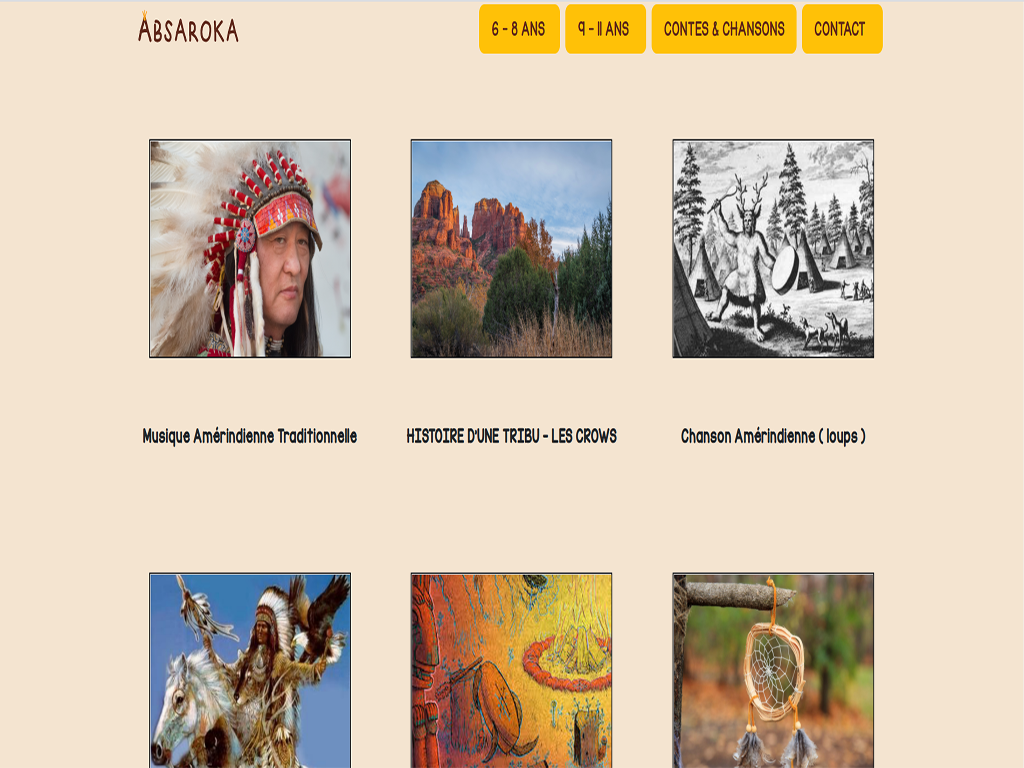 ABSAROKA
6 - 8 ANS
9 - 11 ANS
CONTES & CHANSONS
CONTACT
Musique Amérindienne Traditionnelle
HISTOIRE D'UNE TRIBU - LES CROWS
Chanson Amérindienne ( loups )